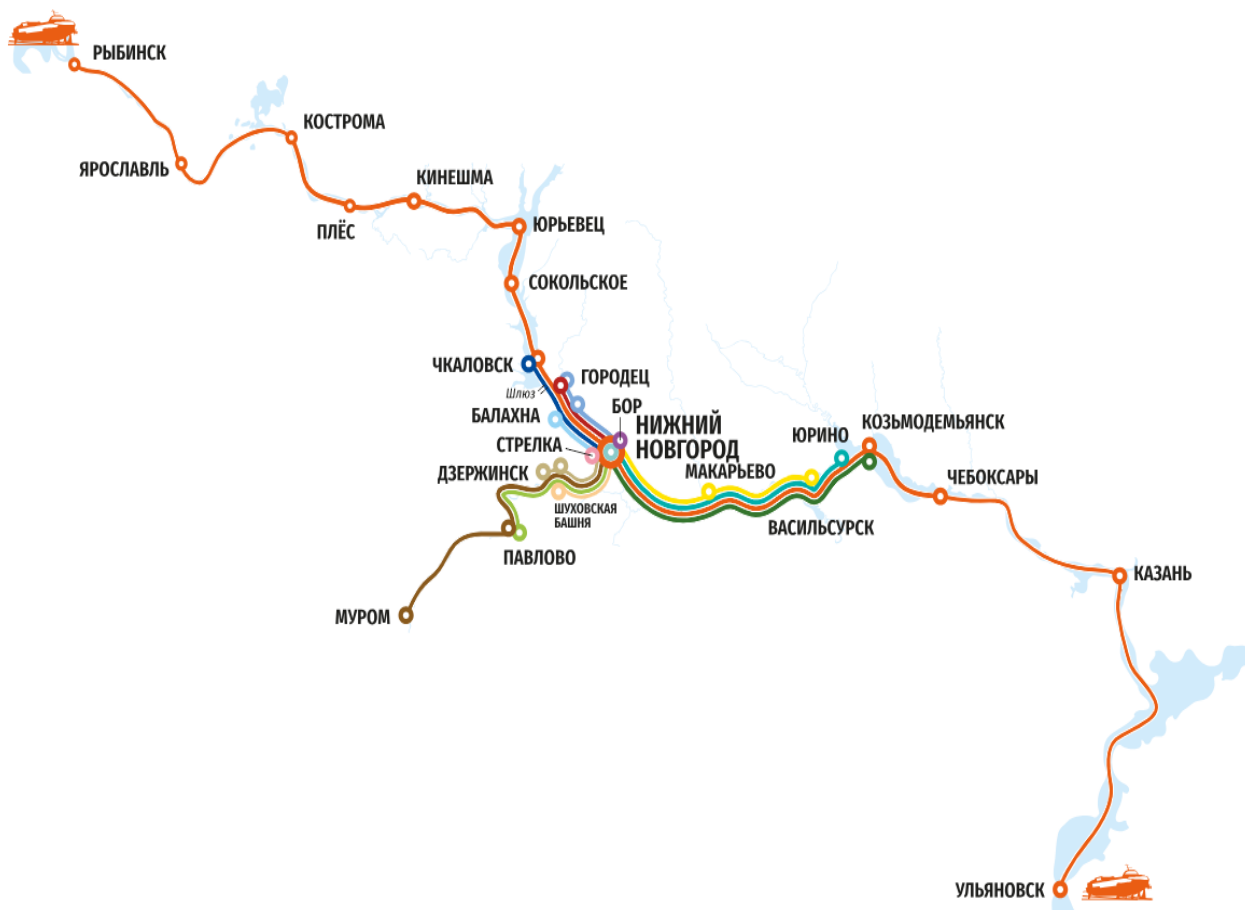 РЫБИНСК
КОСТРОМА
ЯРОСЛАВЛЬ
КИНЕШМА
ПЛЁС
ЮРЬЕВЕЦ
СОКОЛЬСКОЕ
ЧКАЛОВСК
ГОРОДЕЦ
Шлюз
БОР
БАЛАХНА
НИЖНИЙ
НОВГОРОД
СТРЕЛКА
КОЗЬМОДЕМЬЯНСК
ЮРИНО
МАКАРЬЕВО
ДЗЕРЖИНСК
ЧЕБОКСАРЫ
ШУХОВСКАЯ
БАШНЯ
ВАСИЛЬСУРСК
ПАВЛОВО
КАЗАНЬ
МУРОМ
УЛЬЯНОВСК